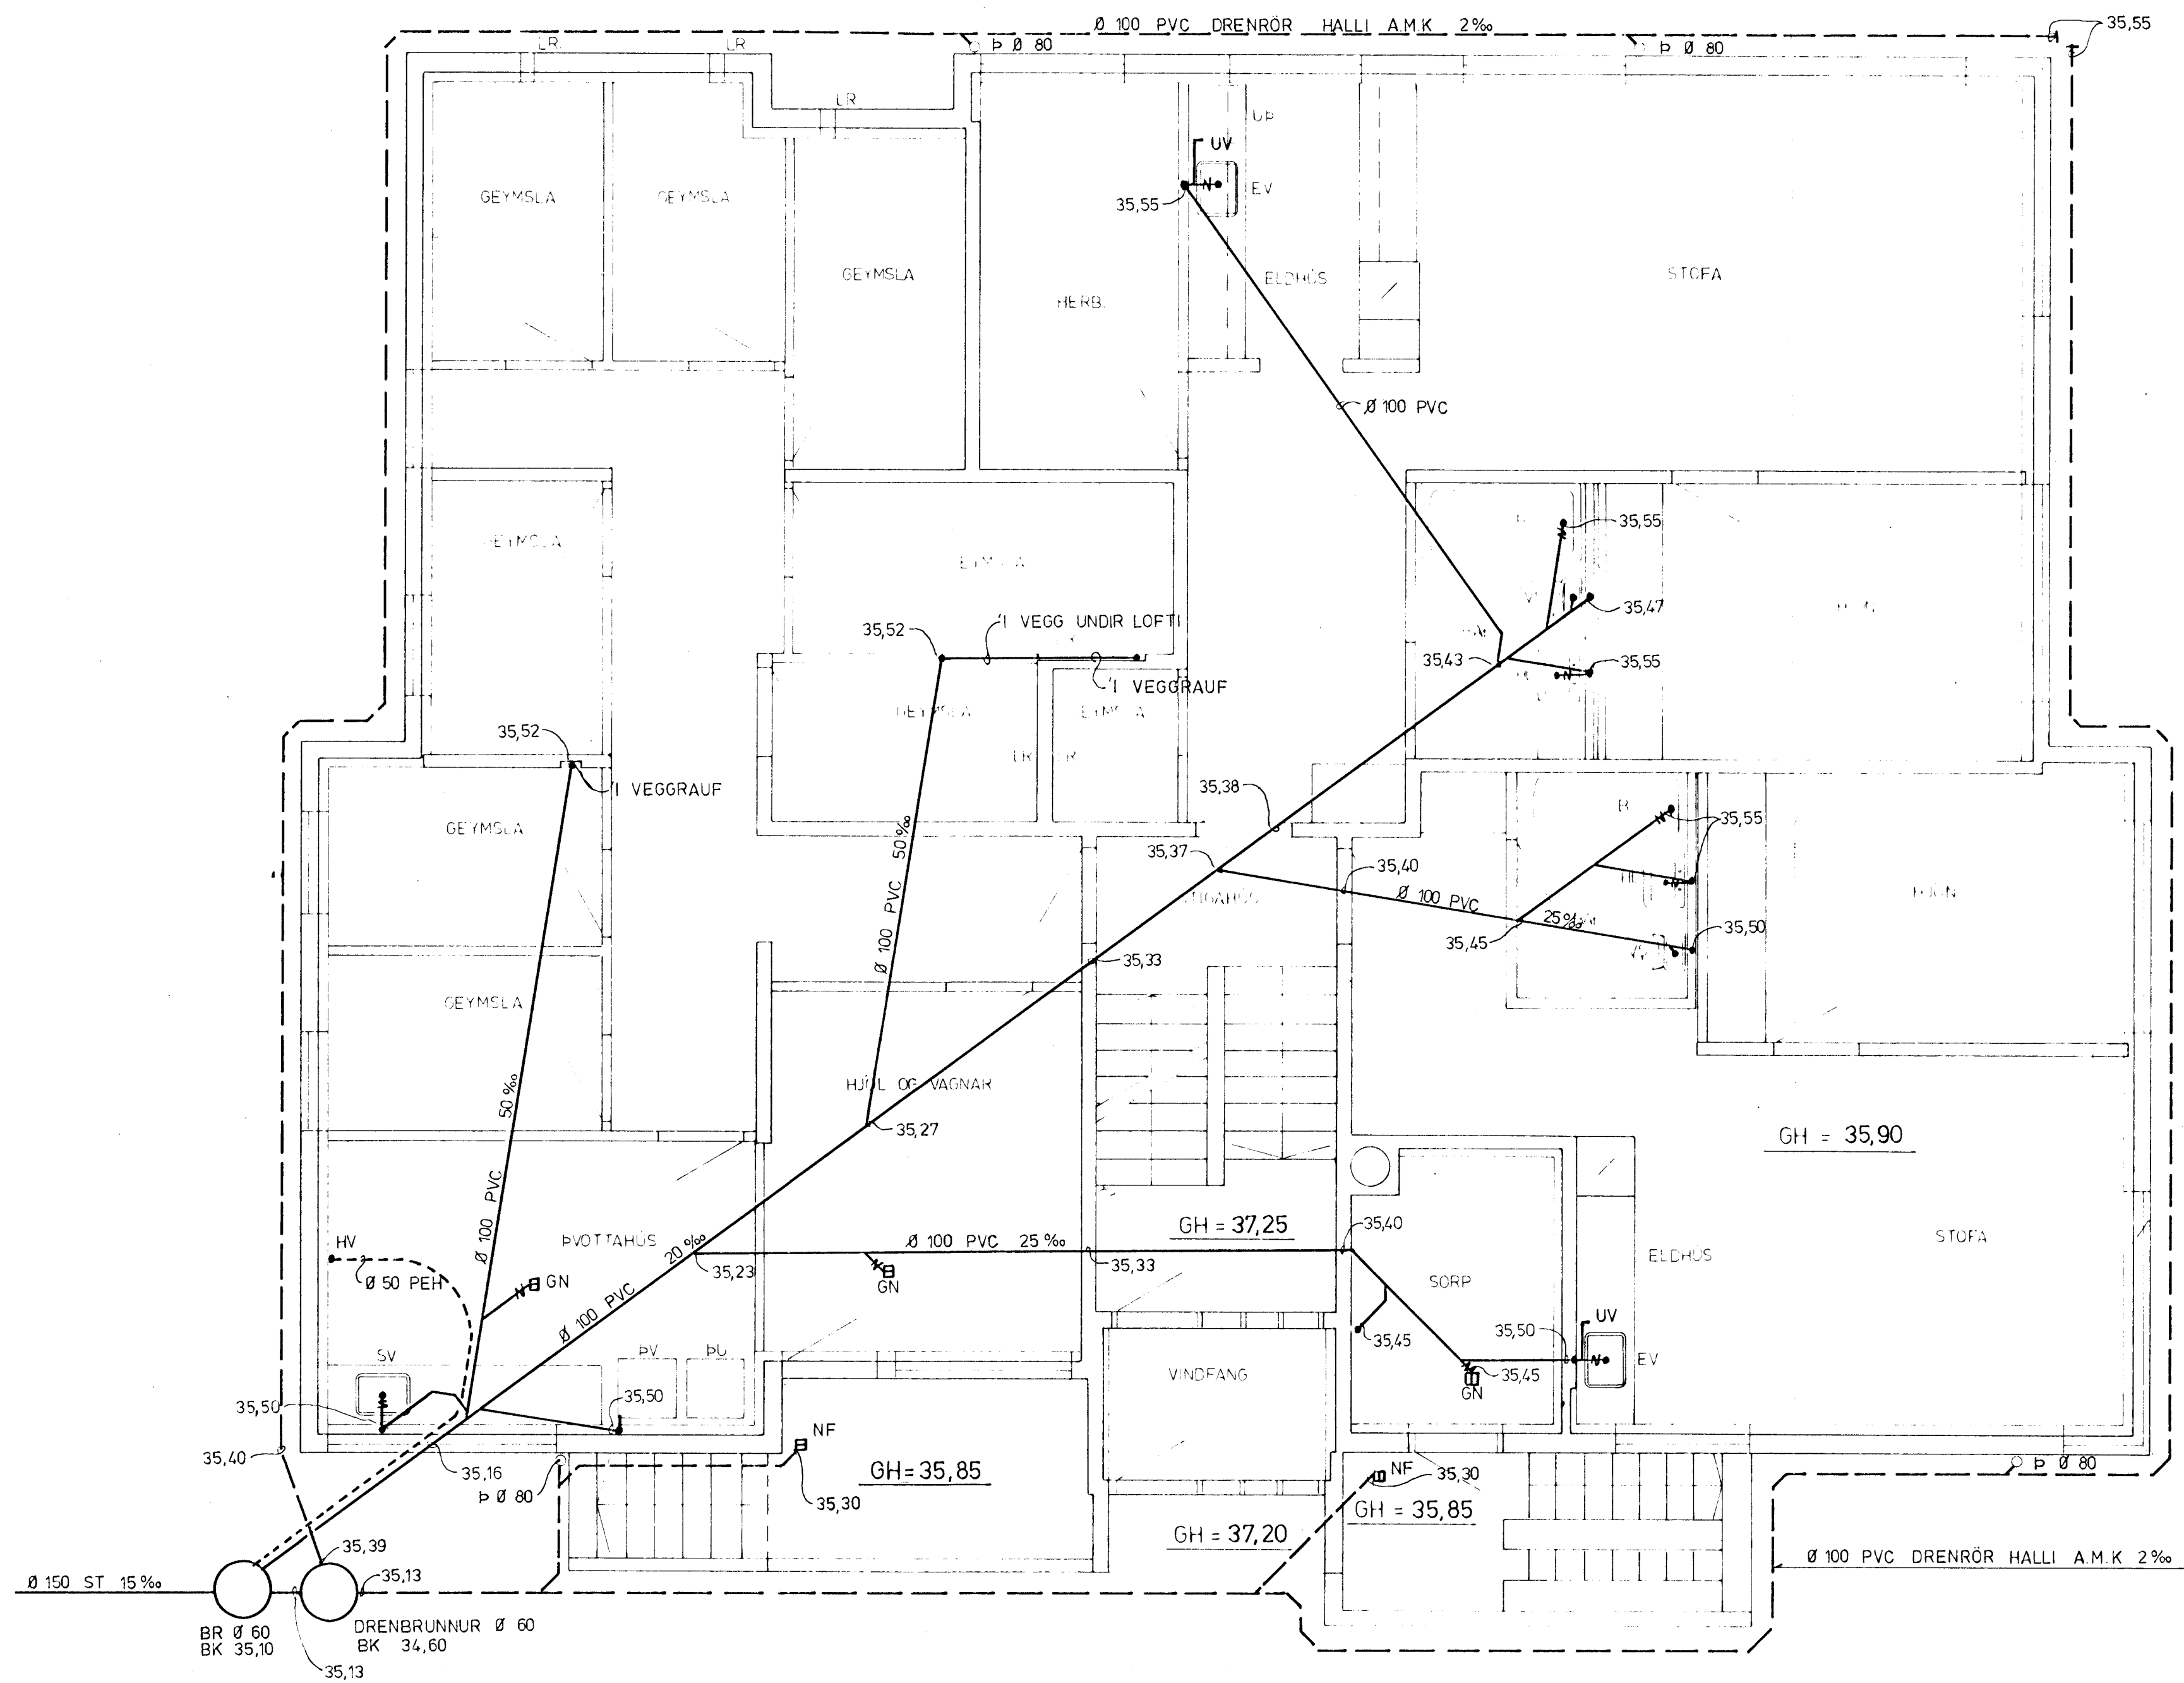 Ø 100 PVC DRENRÖR HALLI A.M.K 2‰
35,55
Þ Ø 80
Þ Ø 80
LR
LR
LR
UÞ
UV
EV
35,55
GEYMSLA
GEYMSLA
GEYMSLA
HERB.
ELDHÚS
STOFA
Ø 100 PVC
35,55
GEYMSLA
35,47
35,52
Í VEGG UNDIR LOFTI
35,43
35,55
Í VEGGRAUF
GEYMSLA
35,52
Í VEGGRAUF
35,38
B
35,55
GEYMSLA
Ø 100 PVC 50‰
35,37
35,40
Ø 100 PVC
25‰
35,45
35,50
35,33
GEYMSLA
Ø 100 PVC 50‰
HJÓL OG VAGNAR
35,27
GH = 35,90
GH = 37,25
35,40
HV
ÞVOTTAHÚS
Ø 100 PVC 20‰
Ø 100 PVC 25‰
STOFA
ELDHÚS
35,23
35,33
Ø 50 PEH
GN
GN
SORP
35,45
35,50
UV
EV
SV
ÞV
ÞU
VINDFANG
35,45
GN
35,50
35,50
NF
35,40
35,16
GH=35,85
NF
35,30
Þ Ø 80
Þ Ø 80
35,30
GH = 35,85
GH = 37,20
35,39
Ø 150 ST 15‰
35,13
Ø 100 PVC DRENRÖR HALLI A.M.K 2‰
BR Ø 60
BK 35,10
DRENBRUNNUR Ø 60
BK 34,60
35,13